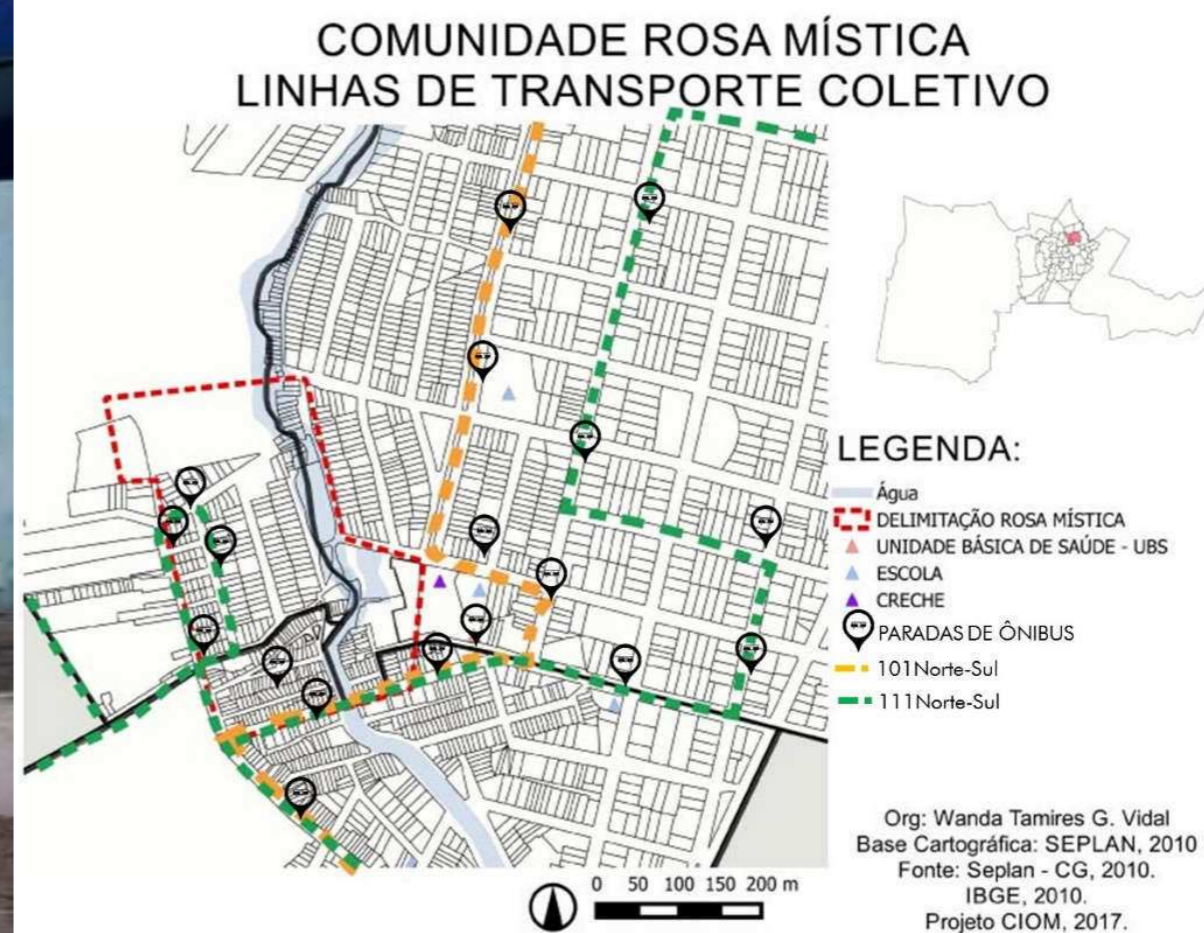 COMUNIDADE ROSA MÍSTICA
LINHAS DE TRANSPORTE COLETIVO
LEGENDA:
Água
DELIMITAÇÃO ROSA MÍSTICA
UNIDADE BÁSICA DE SAÚDE - UBS
ESCOLA
CRECHE
PARADAS DE ÔNIBUS
101Norte-Sul
111Norte-Sul
0 50 100 150 200 m
Org: Wanda Tamires G. Vidal
Base Cartográfica: SEPLAN, 2010
Fonte: Seplan - CG, 2010.
IBGE, 2010.
Projeto CIOM, 2017.